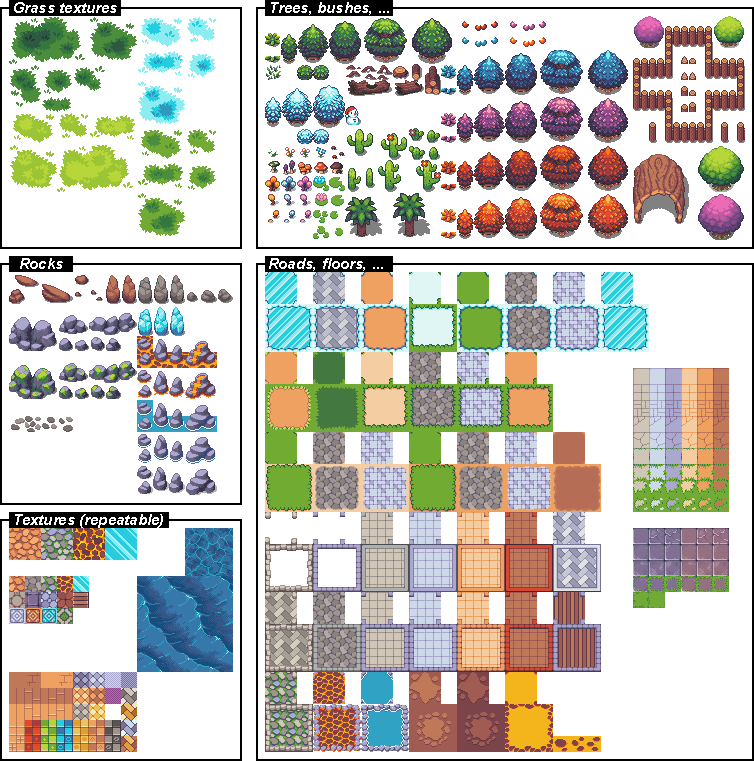 Grass textures
Trees, bushes, ...
Rocks
Roads, floors, ...
Textures (repeatable)